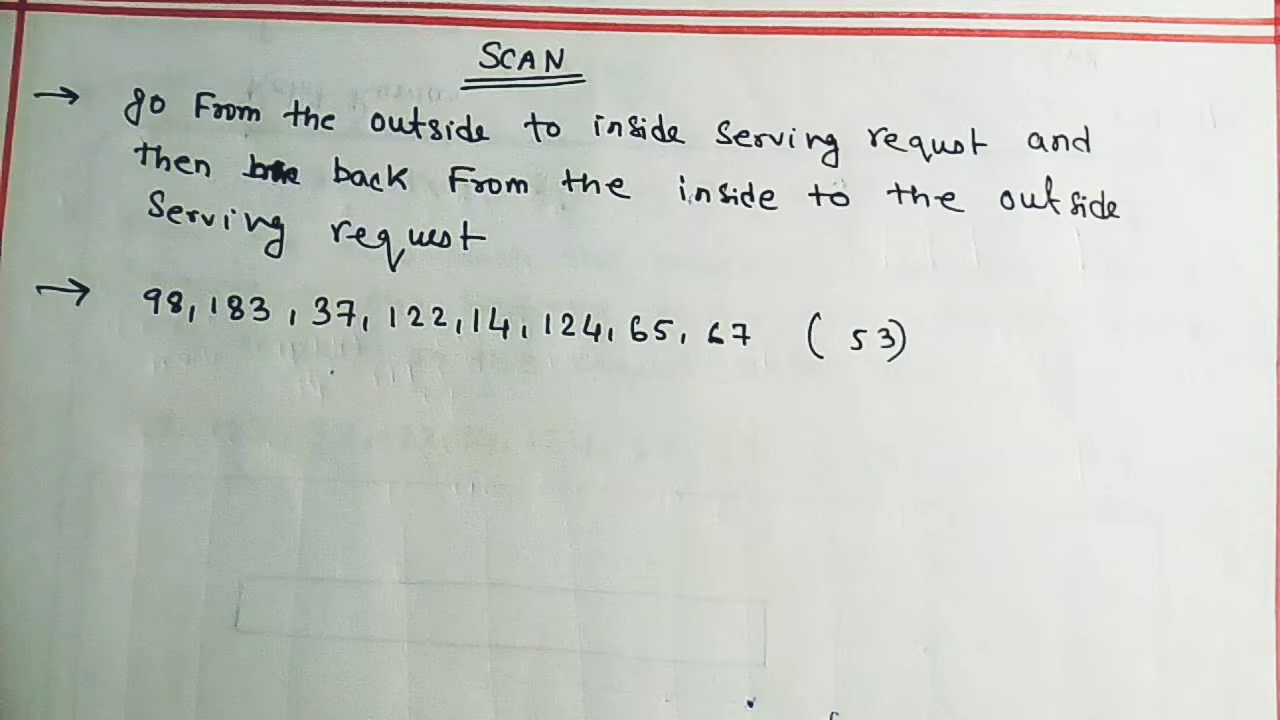 SCAN
→ go From the outside to inside serving requst and
then back From the inside to the outside
Serving request
→ 98, 183, 37, 122, 14, 124, 65, 67 (53)